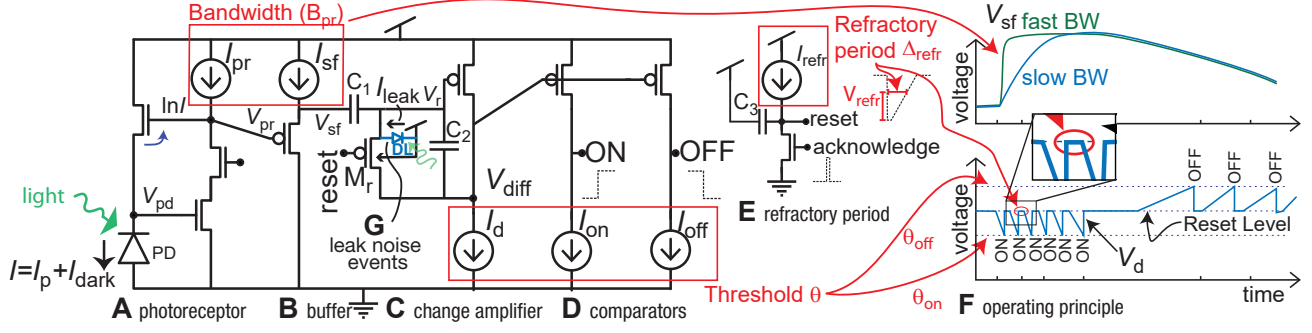 Bandwidth (Bpr)
Ipr
Isf
lnI
Vpr
C1
Vsf
Ileak
Vr
DL
C2
reset
Mr
G
leak noise
events
light
Vpd
PD
I=Ip+Idark
Vdiff
Id
Ion
Ioff
ON
OFF
A photoreceptor
B buffer
C change amplifier
D comparators
Threshold θ
Refractory
period Δrefr
Irefr
C3
Vrefr
reset
acknowledge
E refractory period
Vsf fast BW
slow BW
voltage
voltage
OFF
OFF
OFF
ON
ON
ON
ON
ON
Reset Level
Vd
θoff
θon
F operating principle
time